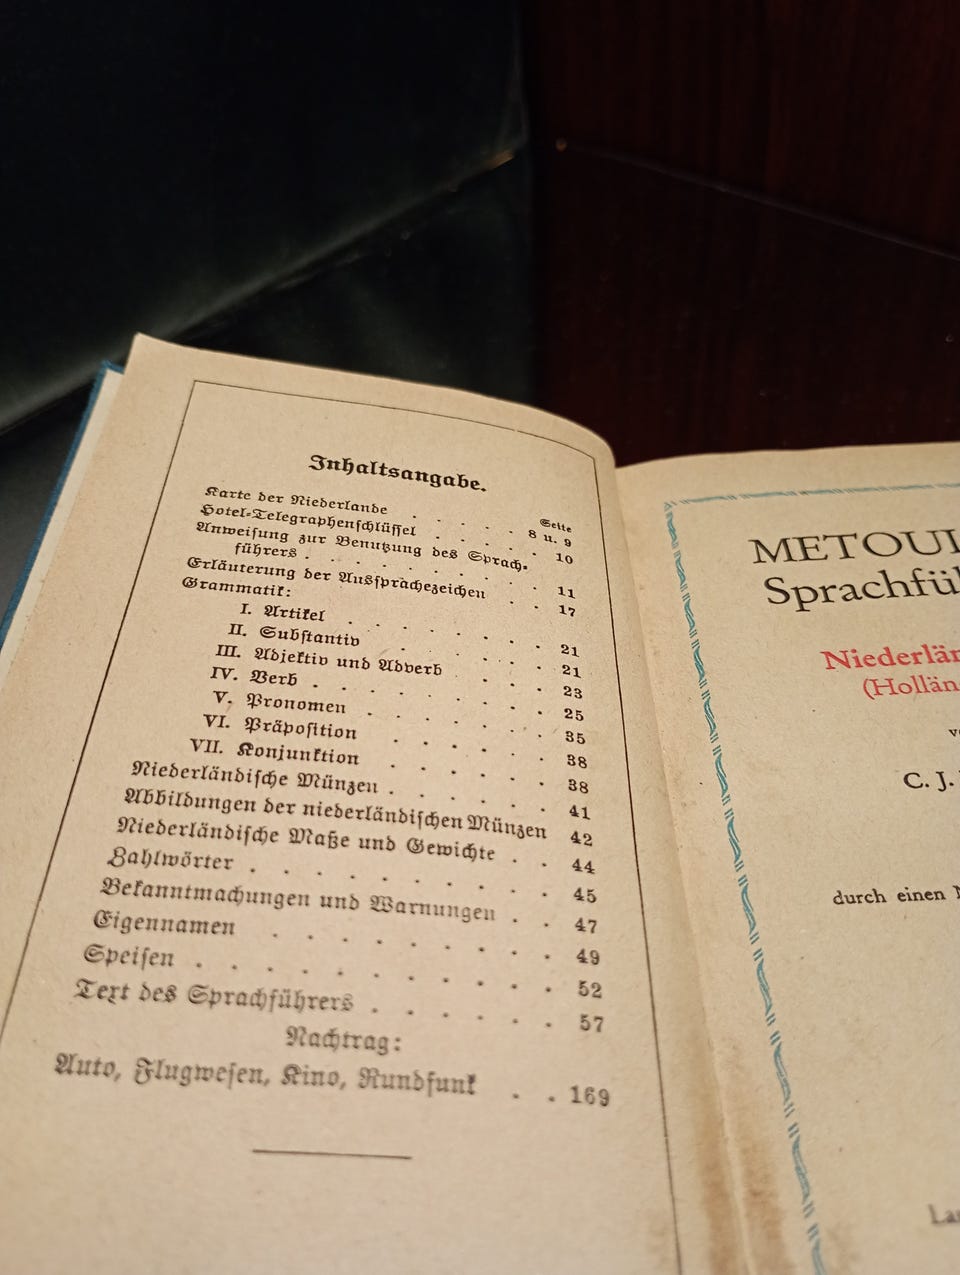 Inhaltsangabe.
Seite
Karte der Niederlande . . . . 8 u. 9
Hotel-Telegraphenschlüssel . . . . 10
Anweisung zur Benutzung des Sprach-
führers . . . . . . . . 11
Erläuterung der Aussprachezeichen . . 17
Grammatik:
I. Artikel . . . . . . 21
II. Substantiv . . . . . 21
III. Adjektiv und Adverb . . . 23
IV. Verb . . . . . . 25
V. Pronomen . . . . . 35
VI. Präposition . . . . . 38
VII. Konjunktion . . . . . 38
Niederländische Münzen . . . . . 41
Abbildungen der niederländischen Münzen 42
Niederländische Maße und Gewichte . . 44
Zahlwörter . . . . . . . . 45
Bekanntmachungen und Warnungen . . 47
Eigennamen . . . . . . . . 49
Speisen . . . . . . . . . 52
Text des Sprachführers . . . . . 57
Nachtrag:
Auto, Flugwesen, Kino, Rundfunk . . 169
METOUL
Sprachfü
Niederlän
(Hollän
C. J.
durch einen
La